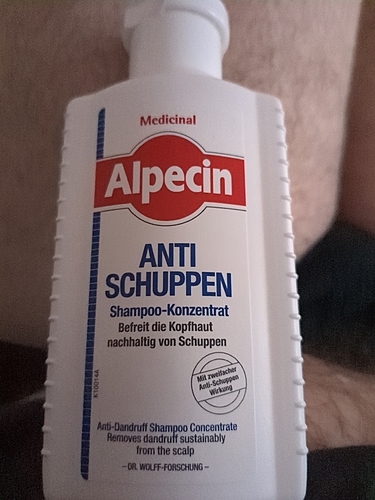 Medicinal
Alpecin
ANTI
SCHUPPEN
Shampoo-Konzentrat
Befreit die Kopfhaut
nachhaltig von Schuppen
Mit zweifacher
Anti-Schuppen
Wirkung
K10014A
Anti-Dandruff Shampoo Concentrate
Removes dandruff sustainably
from the scalp
– DR. WOLFF-FORSCHUNG –